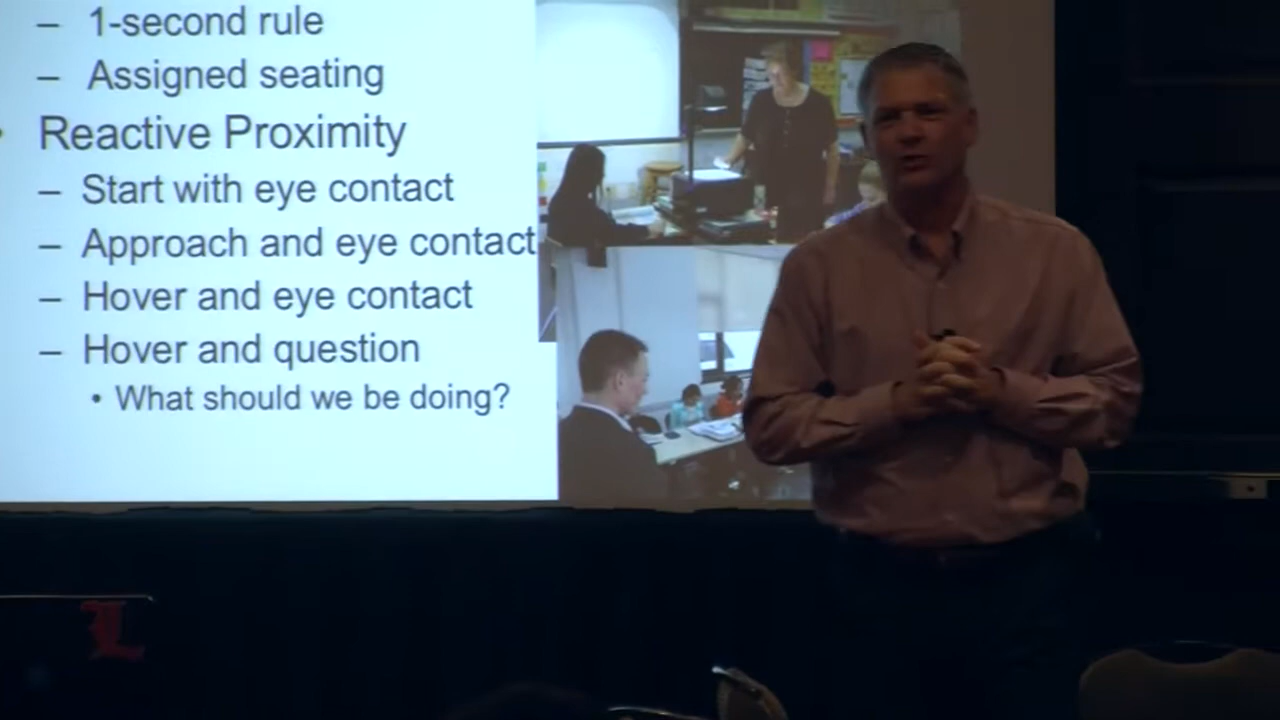 – 1-second rule
– Assigned seating
• Reactive Proximity
– Start with eye contact
– Approach and eye contact
– Hover and eye contact
– Hover and question
• What should we be doing?
L